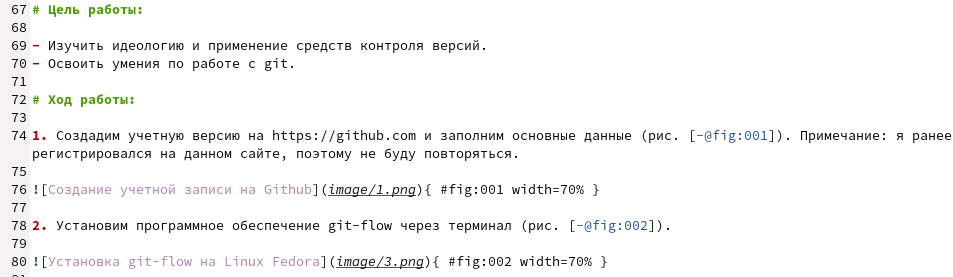 67 # Цель работы:
68
69 - Изучить идеологию и применение средств контроля версий.
70 - Освоить умения по работе с git.
71
72 # Ход работы:
73
74 1. Создадим учетную версию на https://github.com и заполним основные данные (рис. [-@fig:001]). Примечание: я ранее
регистрировался на данном сайте, поэтому не буду повторяться.
75
76 ![Создание учетной записи на Github](image/1.png){ #fig:001 width=70% }
77
78 2. Установим программное обеспечение git-flow через терминал (рис. [-@fig:002]).
79
80 ![Установка git-flow на Linux Fedora](image/3.png){ #fig:002 width=70% }